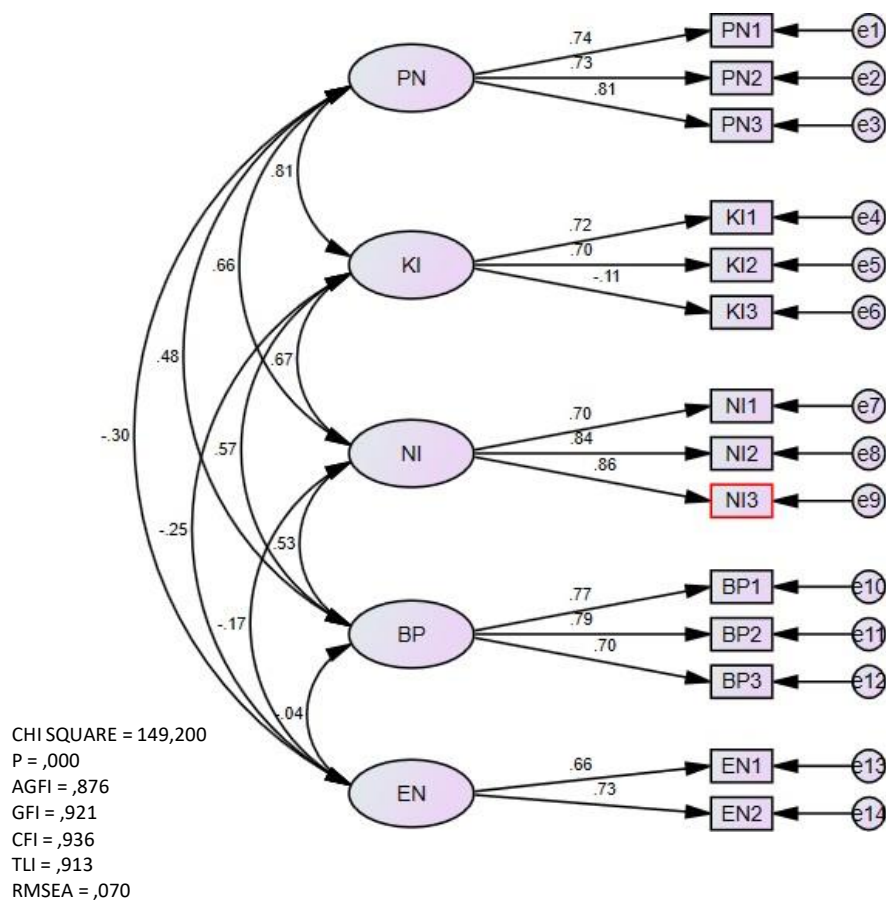 PN1 e1
.74
PN
.73
PN2 e2
.81
PN3 e3
.81
KI1 e4
.72
KI
.70
KI2 e5
-.11
KI3 e6
.66
.48
.67
-.30
.57
NI1 e7
.70
NI
.84
NI2 e8
.86
NI3 e9
-.25
.53
-.17
BP1 e10
.77
BP
.79
BP2 e11
.70
BP3 e12
-.04
EN1 e13
.66
EN
.73
EN2 e14
CHI SQUARE = 149,200
P = ,000
AGFI = ,876
GFI = ,921
CFI = ,936
TLI = ,913
RMSEA = ,070